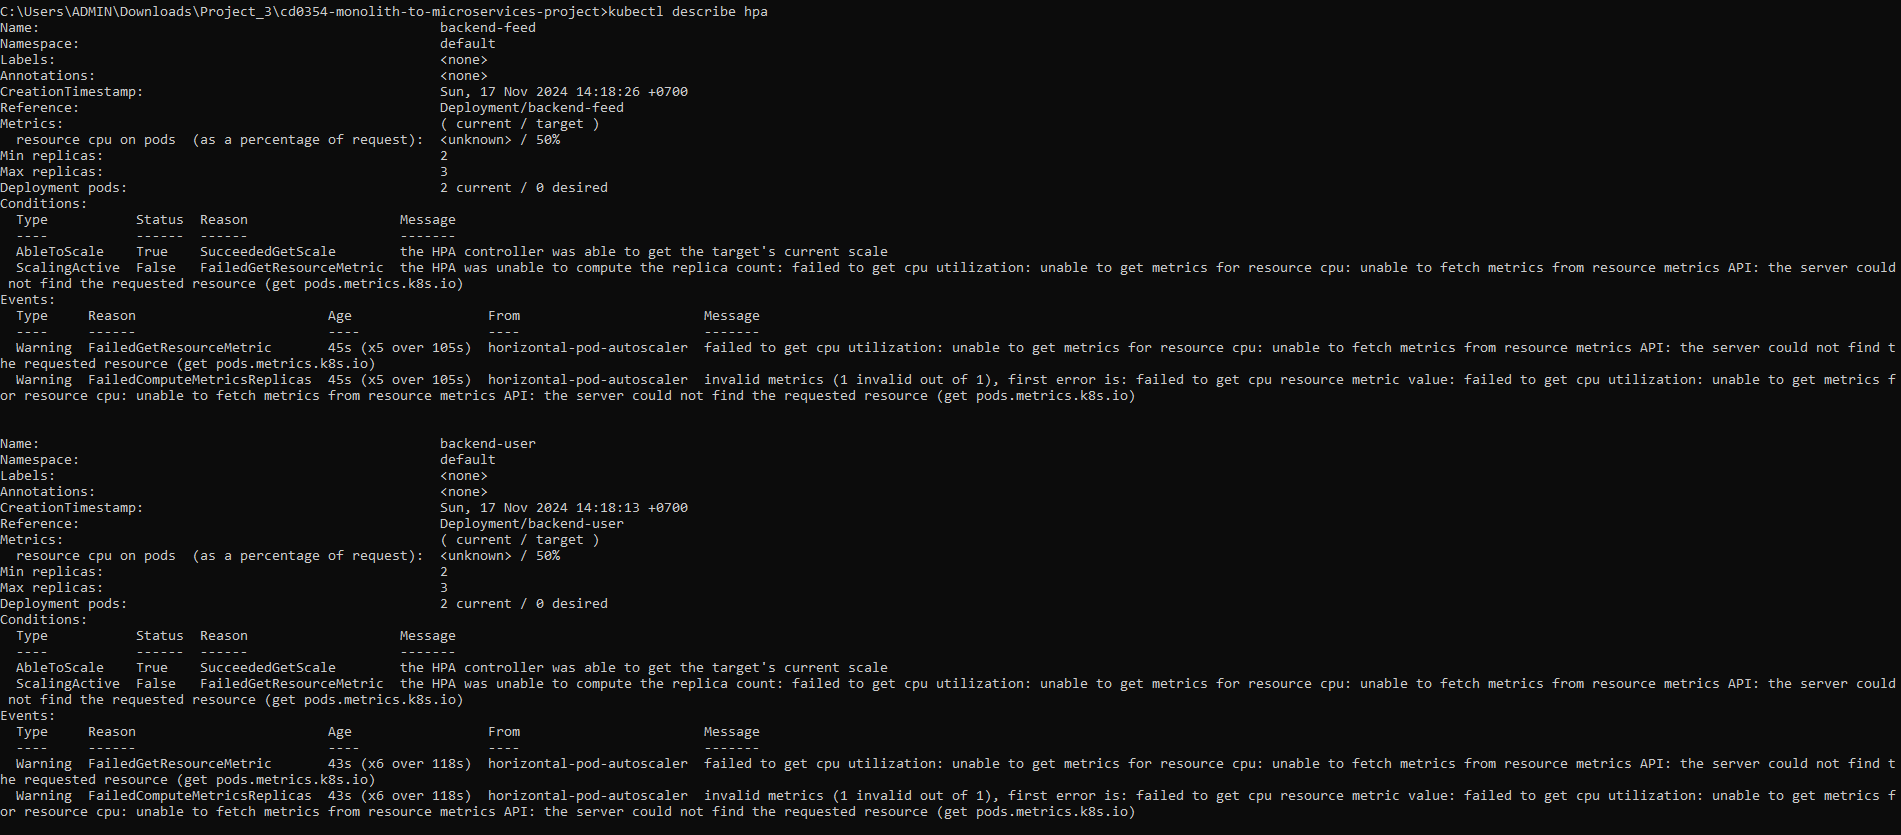 C:\Users\ADMIN\Downloads\Project_3\cd0354-monolith-to-microservices-project>kubectl describe hpa
Name:                                                  backend-feed
Namespace:                                             default
Labels:                                                <none>
Annotations:                                           <none>
CreationTimestamp:                                     Sun, 17 Nov 2024 14:18:26 +0700
Reference:                                             Deployment/backend-feed
Metrics:                                               ( current / target )
  resource cpu on pods  (as a percentage of request):  <unknown> / 50%
Min replicas:                                          2
Max replicas:                                          3
Deployment pods:                                       2 current / 0 desired
Conditions:
  Type           Status  Reason                   Message
  ----           ------  ------                   -------
  AbleToScale    True    SucceededGetScale        the HPA controller was able to get the target's current scale
  ScalingActive  False   FailedGetResourceMetric  the HPA was unable to compute the replica count: failed to get cpu utilization: unable to get metrics for resource cpu: unable to fetch metrics from resource metrics API: the server could
 not find the requested resource (get pods.metrics.k8s.io)
Events:
  Type     Reason                        Age                 From                       Message
  ----     ------                        ----                ----                       -------
  Warning  FailedGetResourceMetric       45s (x5 over 105s)  horizontal-pod-autoscaler  failed to get cpu utilization: unable to get metrics for resource cpu: unable to fetch metrics from resource metrics API: the server could not find t
he requested resource (get pods.metrics.k8s.io)
  Warning  FailedComputeMetricsReplicas  45s (x5 over 105s)  horizontal-pod-autoscaler  invalid metrics (1 invalid out of 1), first error is: failed to get cpu resource metric value: failed to get cpu utilization: unable to get metrics f
or resource cpu: unable to fetch metrics from resource metrics API: the server could not find the requested resource (get pods.metrics.k8s.io)
Name:                                                  backend-user
Namespace:                                             default
Labels:                                                <none>
Annotations:                                           <none>
CreationTimestamp:                                     Sun, 17 Nov 2024 14:18:13 +0700
Reference:                                             Deployment/backend-user
Metrics:                                               ( current / target )
  resource cpu on pods  (as a percentage of request):  <unknown> / 50%
Min replicas:                                          2
Max replicas:                                          3
Deployment pods:                                       2 current / 0 desired
Conditions:
  Type           Status  Reason                   Message
  ----           ------  ------                   -------
  AbleToScale    True    SucceededGetScale        the HPA controller was able to get the target's current scale
  ScalingActive  False   FailedGetResourceMetric  the HPA was unable to compute the replica count: failed to get cpu utilization: unable to get metrics for resource cpu: unable to fetch metrics from resource metrics API: the server could
 not find the requested resource (get pods.metrics.k8s.io)
Events:
  Type     Reason                        Age                 From                       Message
  ----     ------                        ----                ----                       -------
  Warning  FailedGetResourceMetric       43s (x6 over 118s)  horizontal-pod-autoscaler  failed to get cpu utilization: unable to get metrics for resource cpu: unable to fetch metrics from resource metrics API: the server could not find t
he requested resource (get pods.metrics.k8s.io)
  Warning  FailedComputeMetricsReplicas  43s (x6 over 118s)  horizontal-pod-autoscaler  invalid metrics (1 invalid out of 1), first error is: failed to get cpu resource metric value: failed to get cpu utilization: unable to get metrics f
or resource cpu: unable to fetch metrics from resource metrics API: the server could not find the requested resource (get pods.metrics.k8s.io)